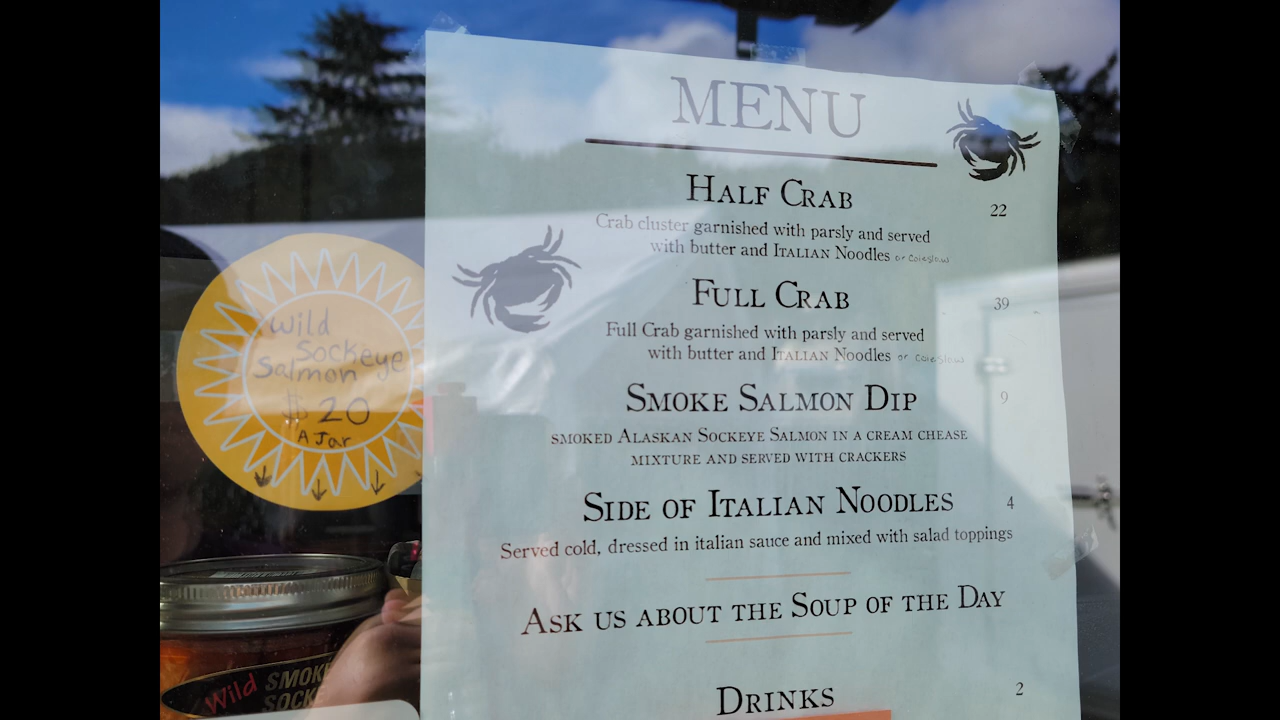 MENU
HALF CRAB
22
Crab cluster garnished with parsly and served
with butter and ITALIAN Noodles or coleslaw
FULL CRAB
39
Full Crab garnished with parsly and served
with butter and ITALIAN Noodles or coleslaw
SMOKE SALMON DIP
9
SMOKED ALASKAN SOCKEYE SALMON IN A CREAM CHEASE
MIXTURE AND SERVED WITH CRACKERS
SIDE OF ITALIAN NOODLES
4
Served cold, dressed in italian sauce and mixed with salad toppings
ASK US ABOUT THE SOUP OF THE DAY
DRINKS
2
Wild
Sockeye
Salmon
$20
A Jar
Wild SMOK
SOCK